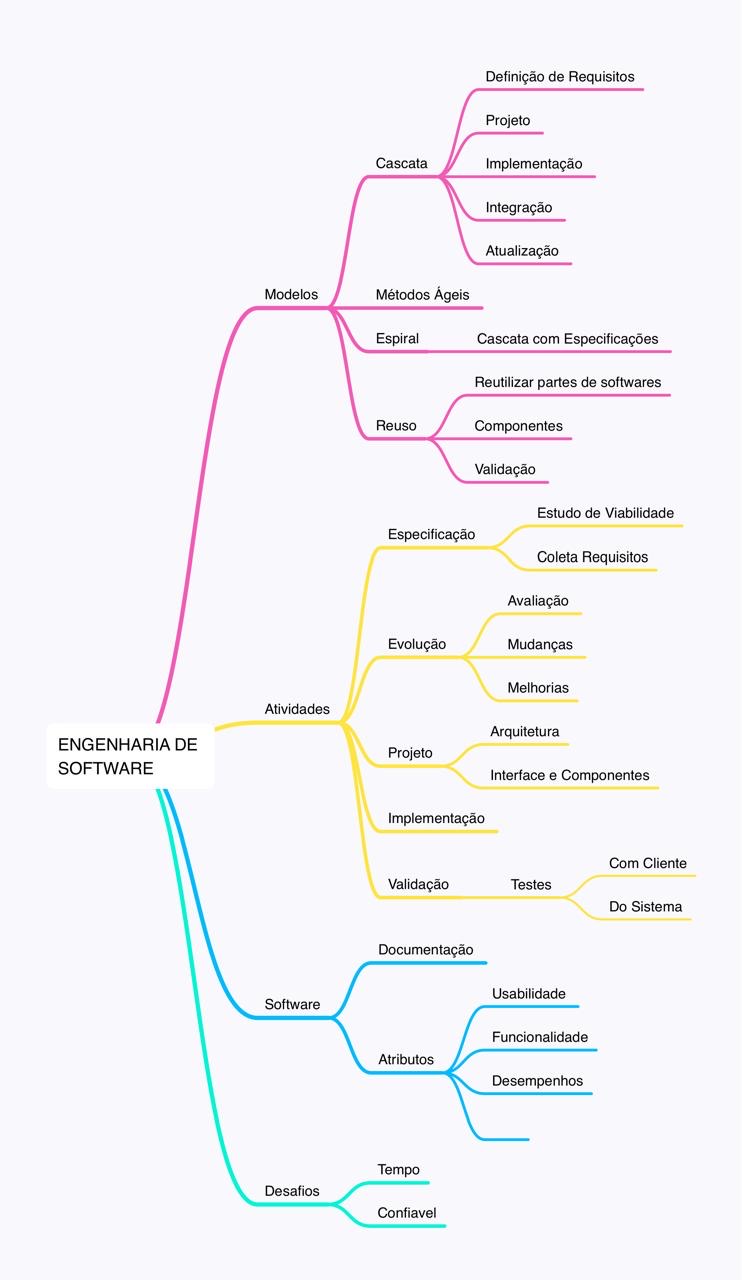 Definição de Requisitos
Projeto
Cascata
Implementação
Integração
Atualização
Modelos
Métodos Ágeis
Espiral
Cascata com Especificações
Reutilizar partes de softwares
Reuso
Componentes
Validação
Estudo de Viabilidade
Especificação
Coleta Requisitos
Avaliação
Evolução
Mudanças
Melhorias
Atividades
Arquitetura
Projeto
Interface e Componentes
ENGENHARIA DE
SOFTWARE
Implementação
Com Cliente
Validação
Testes
Do Sistema
Documentação
Software
Usabilidade
Funcionalidade
Atributos
Desempenhos
Tempo
Desafios
Confiavel